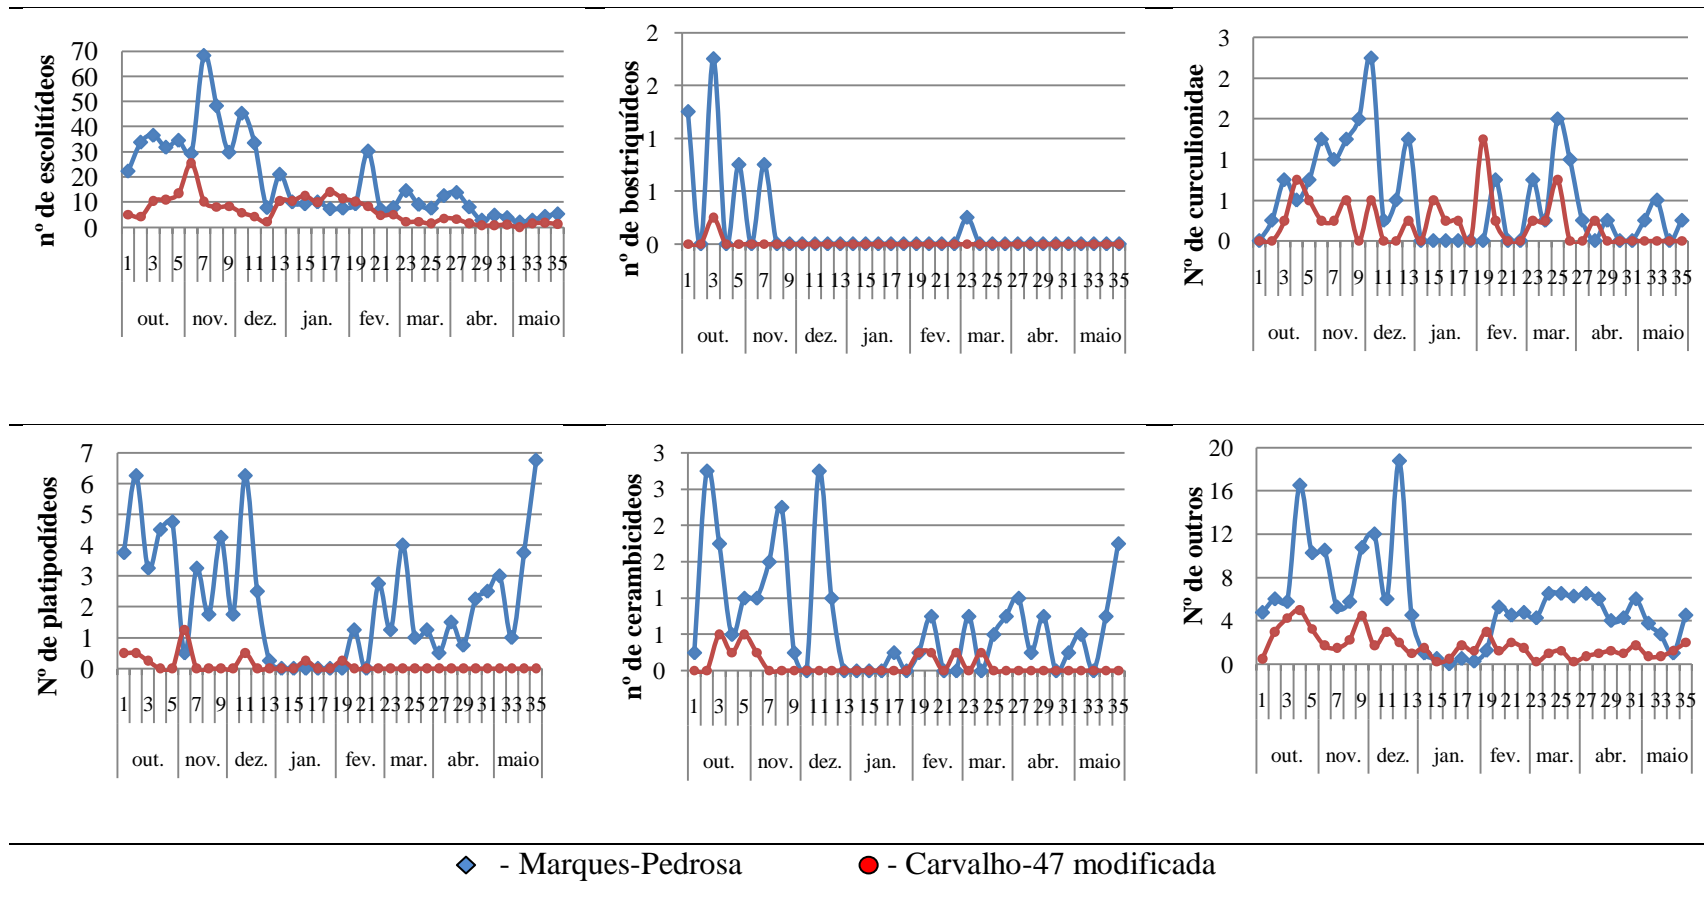 nº de escolitídeos
70
60
50
40
30
20
10
0
1 3 5 7 9 11 13 15 17 19 21 23 25 27 29 31 33 35
out. nov. dez. jan. fev. mar. abr. maio
nº de bostriquídeos
2
2
1
1
0
1 3 5 7 9 11 13 15 17 19 21 23 25 27 29 31 33 35
out. nov. dez. jan. fev. mar. abr. maio
Nº de curculionidae
3
2
2
1
1
0
1 3 5 7 9 11 13 15 17 19 21 23 25 27 29 31 33 35
out. nov. dez. jan. fev. mar. abr. maio
Nº de platipodídeos
7
6
5
4
3
2
1
0
1 3 5 7 9 11 13 15 17 19 21 23 25 27 29 31 33 35
out. nov. dez. jan. fev. mar. abr. maio
nº de cerambicideos
3
3
2
2
1
1
0
1 3 5 7 9 11 13 15 17 19 21 23 25 27 29 31 33 35
out. nov. dez. jan. fev. mar. abr. maio
Nº de outros
20
16
12
8
4
0
1 3 5 7 9 11 13 15 17 19 21 23 25 27 29 31 33 35
out. nov. dez. jan. fev. mar. abr. maio
- Marques-Pedrosa - Carvalho-47 modificada